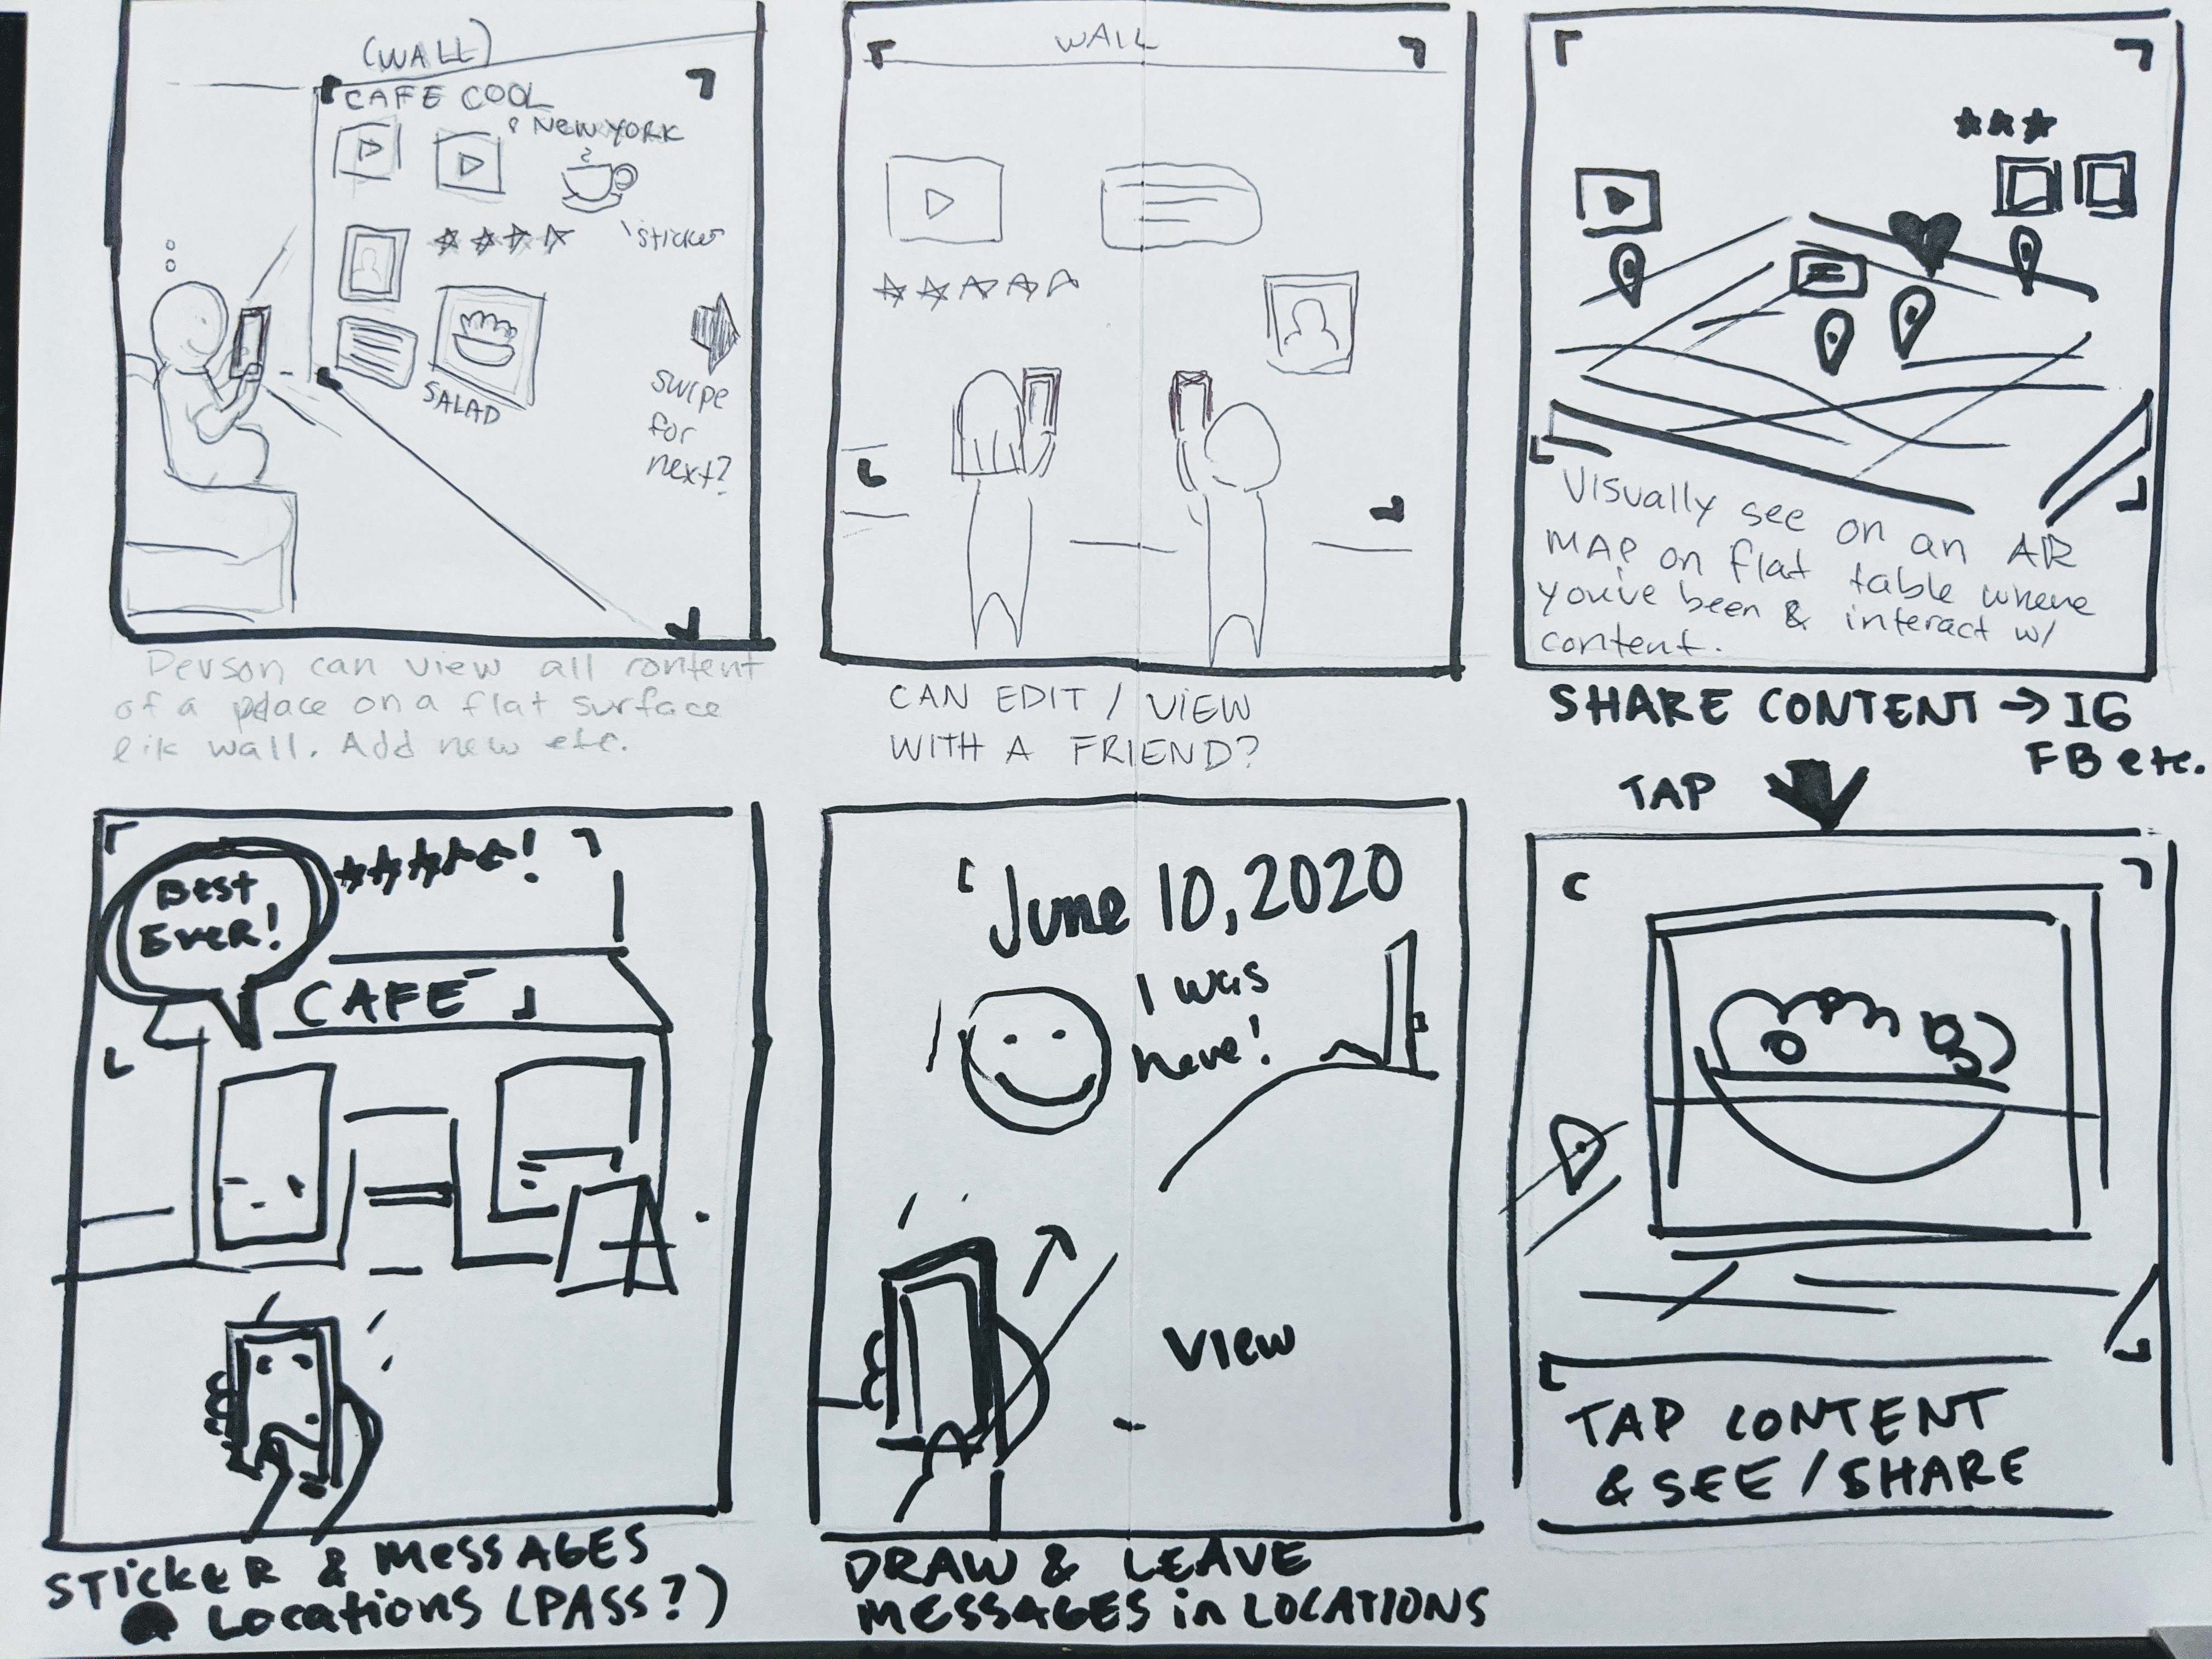 (WALL)
CAFE COOL
NEW YORK
sticker
SALAD
swipe
for
next?
Person can view all content
of a place on a flat surface
lik wall. Add new etc.
WALL
CAN EDIT / VIEW
WITH A FRIEND?
Visually see on an AR
MAP on flat table where
you've been & interact w/
content.
SHARE CONTENT → IG
FB etc.
TAP
BEST
EVER!
!
CAFE
STICKER & MESSAGES
@ LOCATIONS (PASS?)
June 10, 2020
I was
here!
VIEW
DRAW & LEAVE
MESSAGES in LOCATIONS
TAP CONTENT
& SEE / SHARE